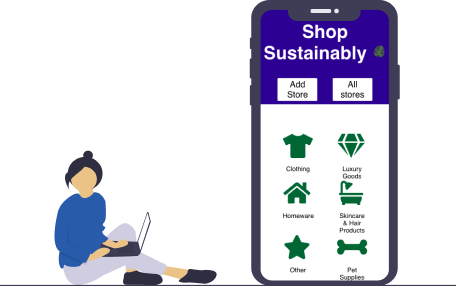 Shop
Sustainably
Add
Store
All
stores
Clothing
Luxury
Goods
Homeware
Skincare
& Hair
Products
Other
Pet
Supplies